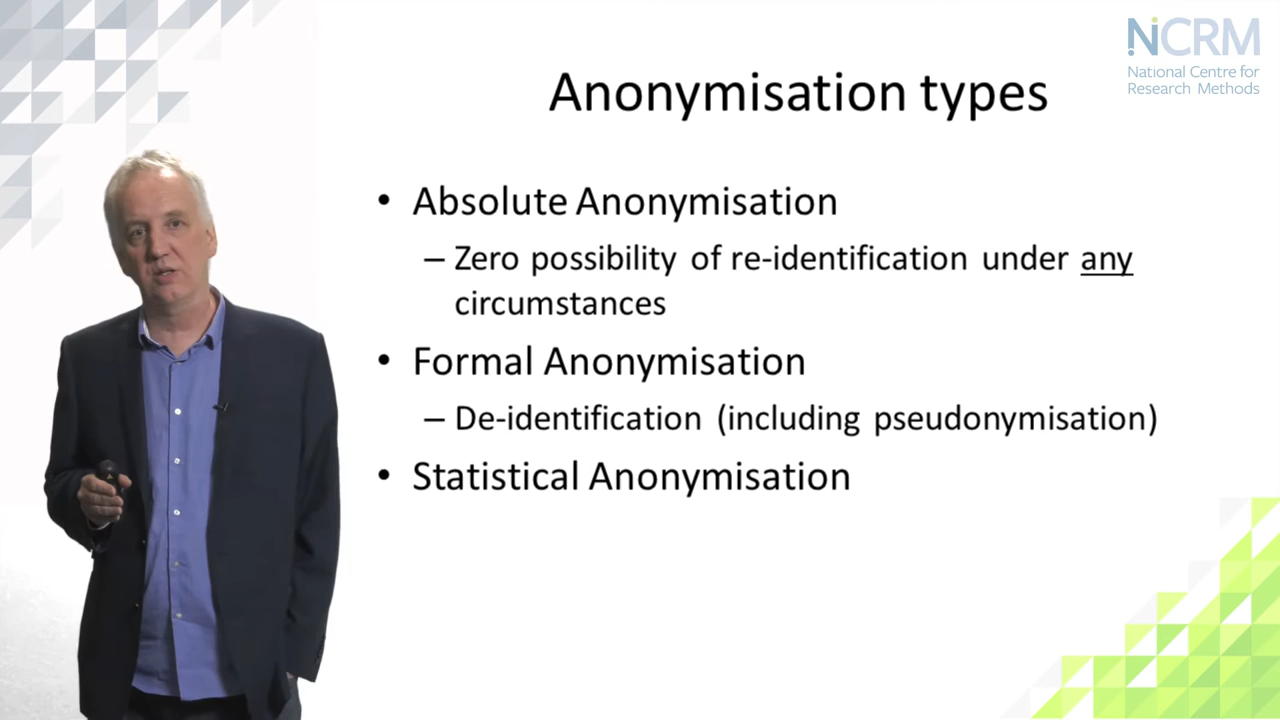 NCRM
National Centre for
Research Methods
Anonymisation types
• Absolute Anonymisation
– Zero possibility of re-identification under any
circumstances
• Formal Anonymisation
– De-identification (including pseudonymisation)
• Statistical Anonymisation